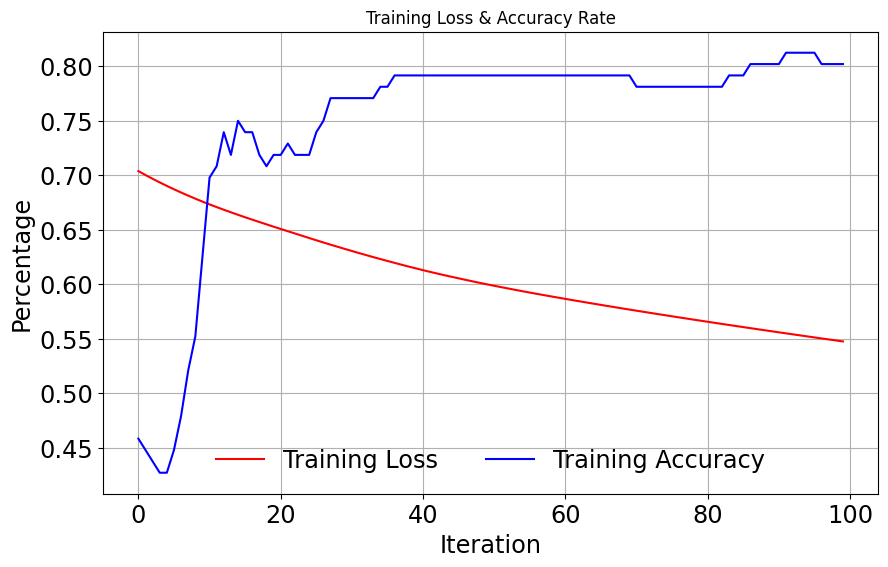 Training Loss & Accuracy Rate
Percentage
0.80
0.75
0.70
0.65
0.60
0.55
0.50
0.45
Training Loss
Training Accuracy
0
20
40
60
80
100
Iteration